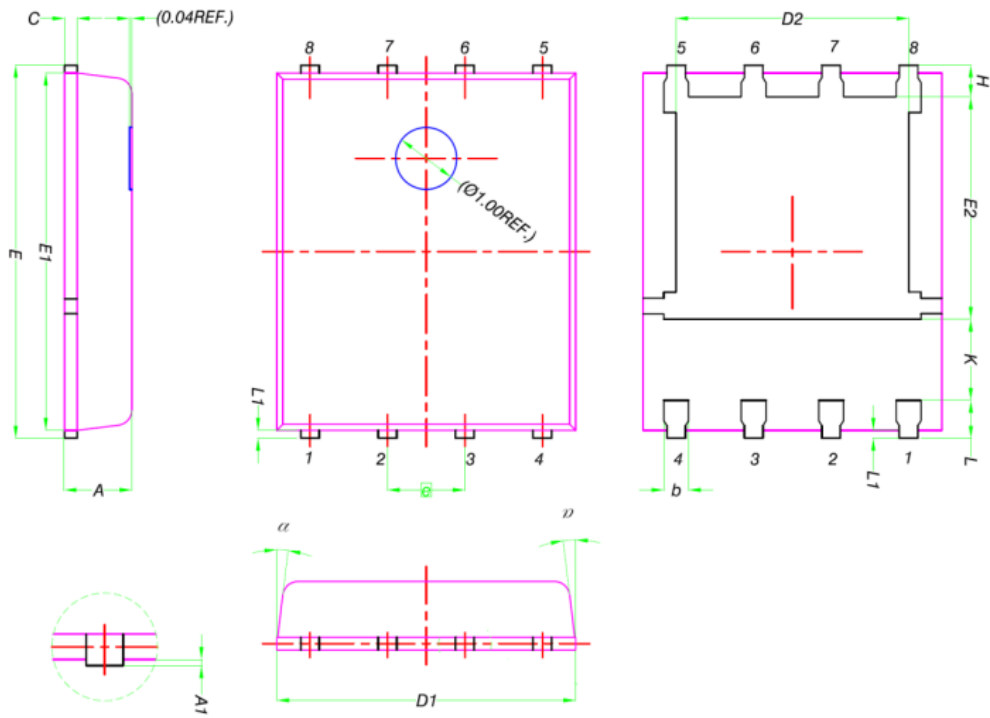 C
(0.04REF.)
E
E1
A
8 7 6 5
(Ø1.00REF.)
L1
1 2 3 4
e
D2
5 6 7 8
H
E2
K
L
L1
4 3 2 1
b
α
A1
D1